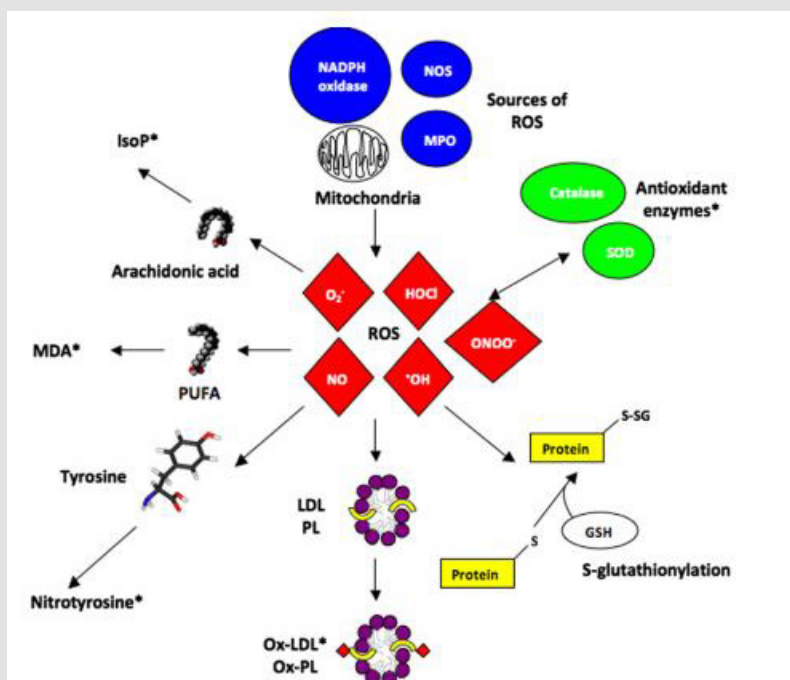 NADPH
oxidase
NOS
MPO
Sources of
ROS
Mitochondria
IsoP*
Arachidonic acid
Catalase
Antioxidant
enzymes*
SOD
O₂⁻
HOCl
ROS
ONOO⁻
NO
•OH
MDA*
PUFA
Tyrosine
Nitrotyrosine*
LDL
PL
Ox-LDL*
Ox-PL
S-SG
Protein
S
GSH
Protein
S-glutathionylation